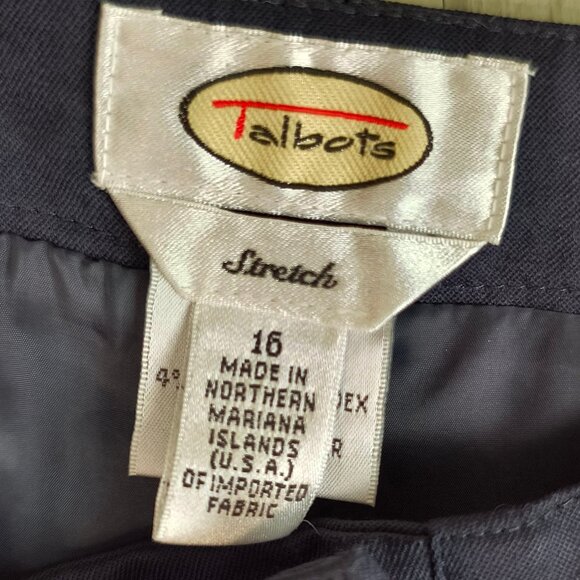 Talbots
Stretch
16
MADE IN
NORTHERN
MARIANA
ISLANDS
(U.S.A.)
OF IMPORTED
FABRIC